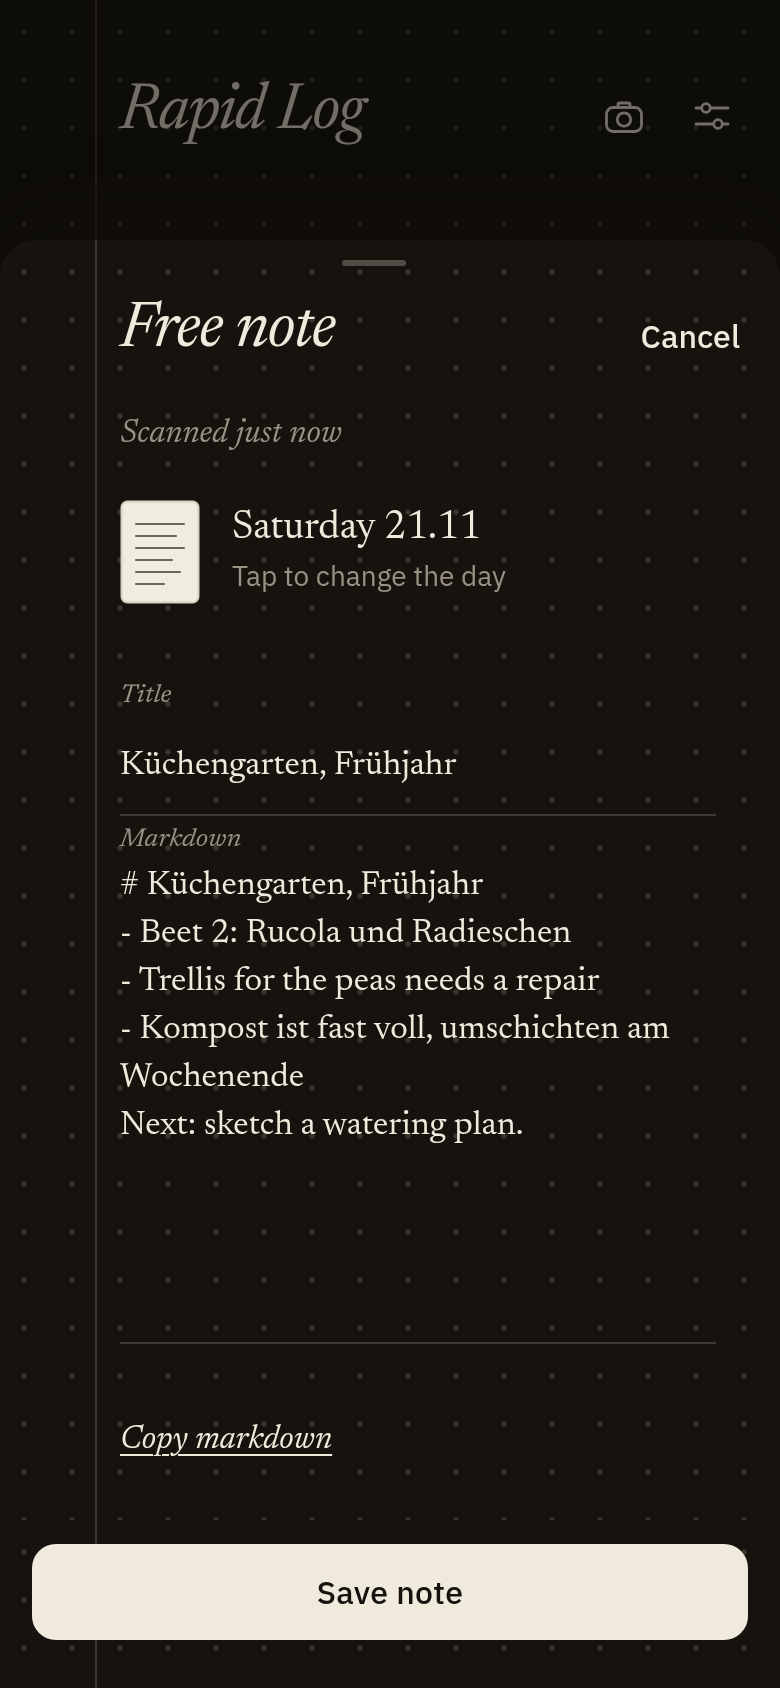 Rapid Log
Free note
Cancel
Scanned just now
Saturday 21.11
Tap to change the day
Title
Küchengarten, Frühjahr
Markdown
# Küchengarten, Frühjahr
- Beet 2: Rucola und Radieschen
- Trellis for the peas needs a repair
- Kompost ist fast voll, umschichten am
Wochenende
Next: sketch a watering plan.
Copy markdown
Save note